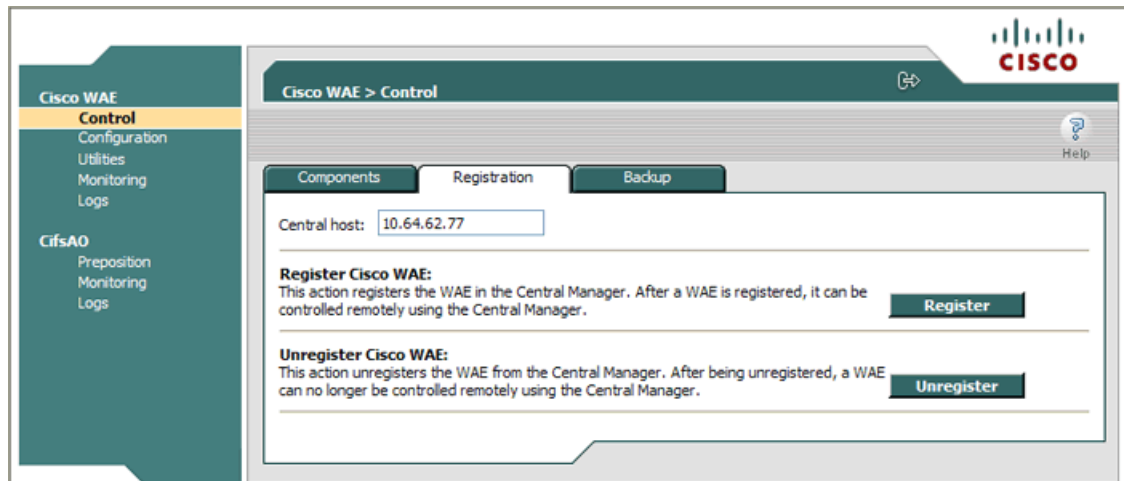 CISCO
Cisco WAE
Control
Configuration
Utilities
Monitoring
Logs
CifsAO
Preposition
Monitoring
Logs
Cisco WAE > Control
Help
Components
Registration
Backup
Central host: 10.64.62.77
Register Cisco WAE:
This action registers the WAE in the Central Manager. After a WAE is registered, it can be
controlled remotely using the Central Manager.
Register
Unregister Cisco WAE:
This action unregisters the WAE from the Central Manager. After being unregistered, a WAE
can no longer be controlled remotely using the Central Manager.
Unregister